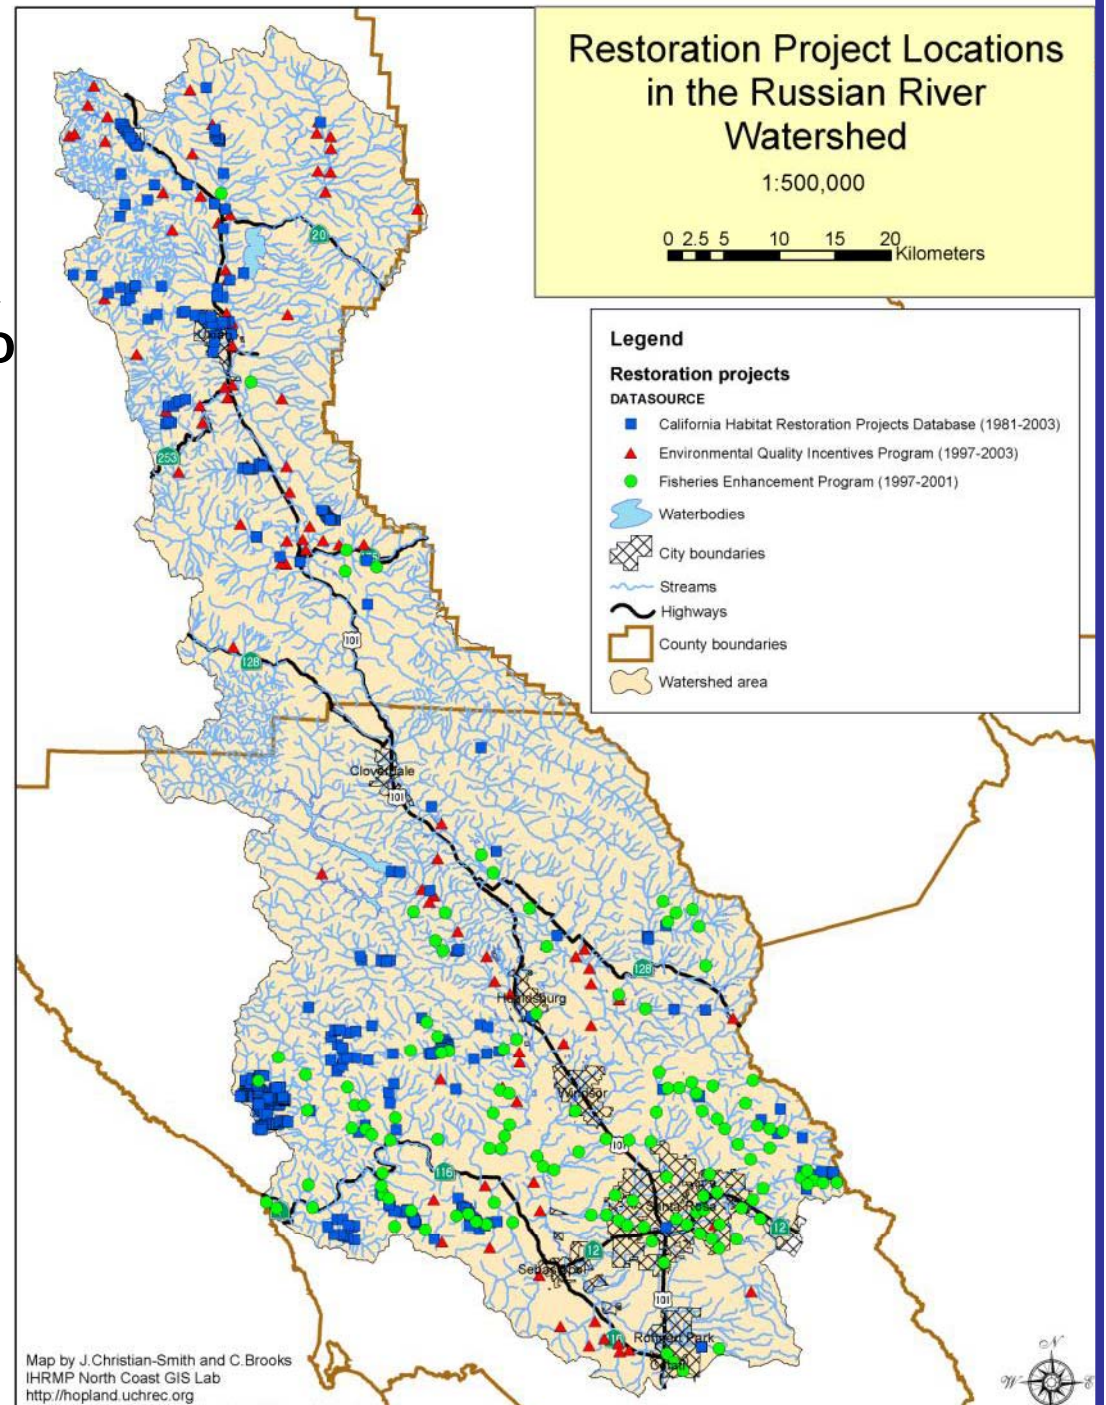 Restoration Project Locations
in the Russian River
Watershed
1:500,000
0 2.5 5 10 15 20
Kilometers
Legend
Restoration projects
DATASOURCE
California Habitat Restoration Projects Database (1981-2003)
Environmental Quality Incentives Program (1997-2003)
Fisheries Enhancement Program (1997-2001)
Waterbodies
City boundaries
Streams
Highways
County boundaries
Watershed area
20
253
101
128
Cloverdale
101
128
Healdsburg
Windsor
101
116
Santa Rosa
12
12
Sebastopol
101
116
Rohnert Park
Cotati
Map by J.Christian-Smith and C.Brooks
IHRMP North Coast GIS Lab
http://hopland.uchrec.org
N
W
E